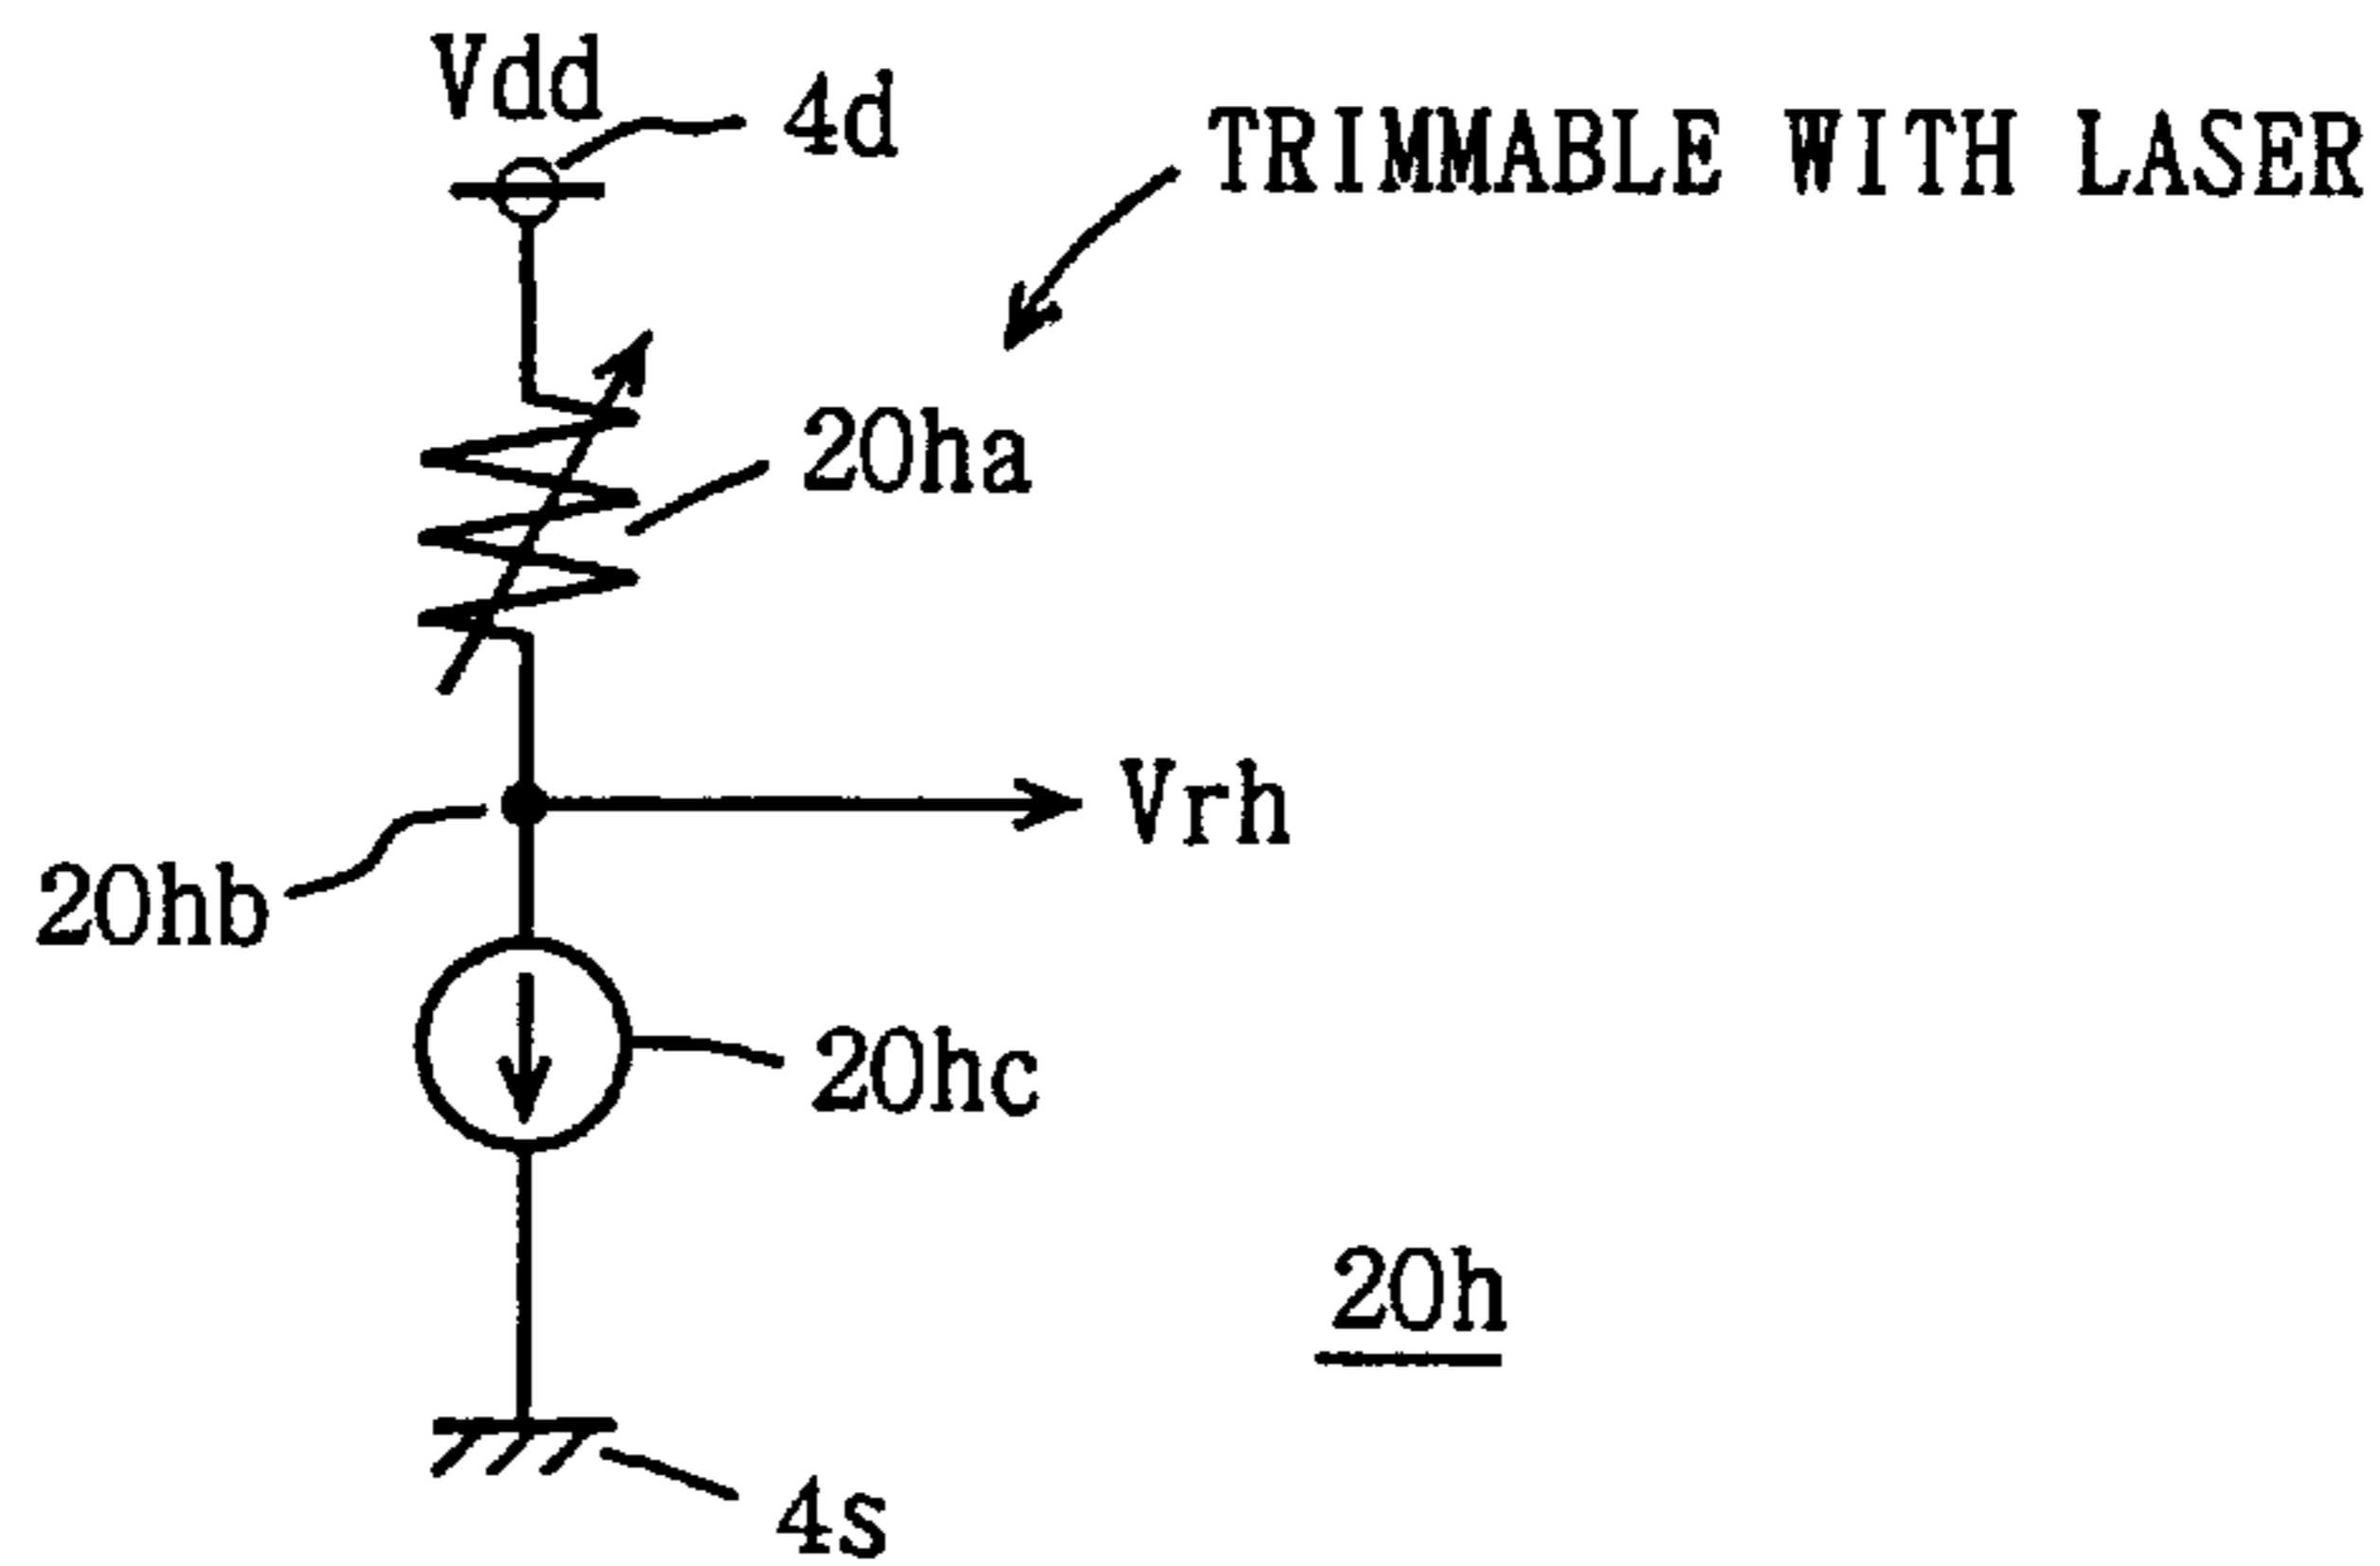 Vdd
4d
TRIMMABLE WITH LASER
20ha
Vrh
20hb
20hc
20h
4s